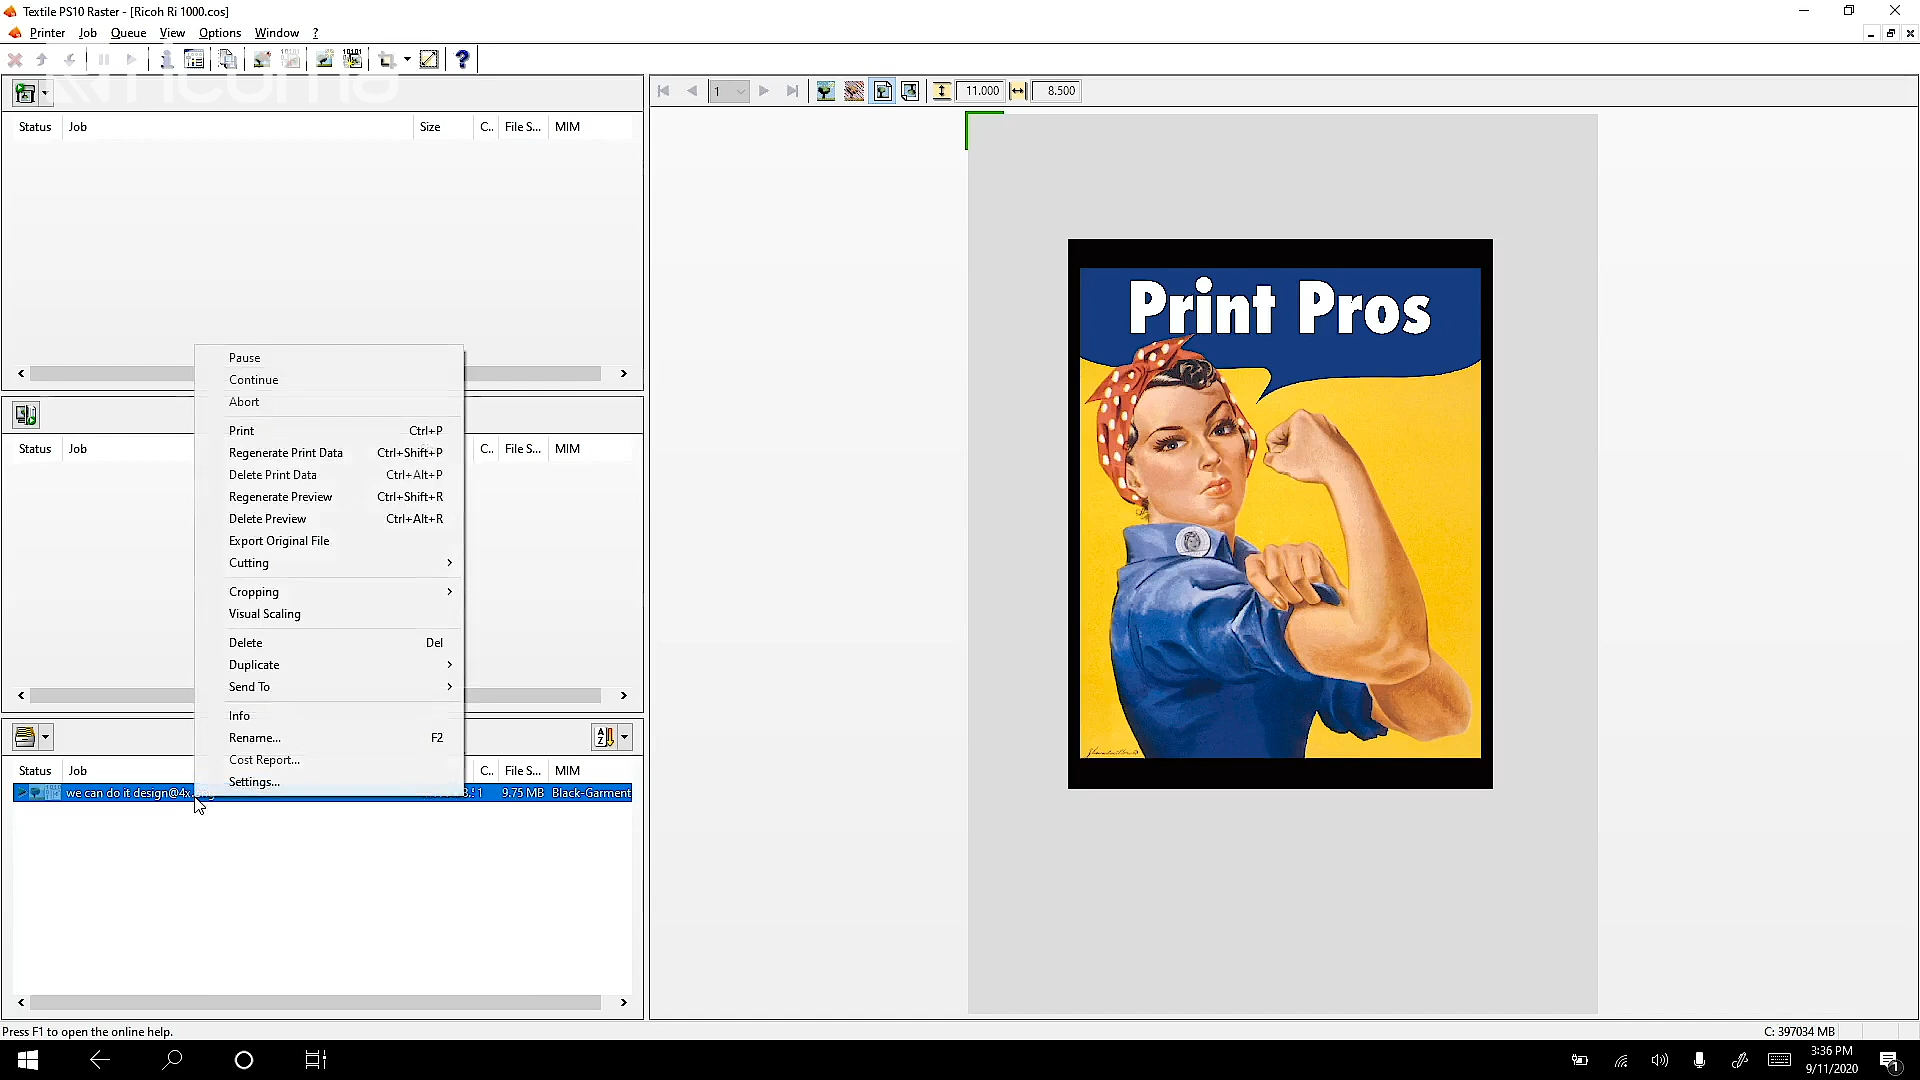 Textile PS10 Raster - [Ricoh Ri 1000.cos]
Printer Job Queue View Options Window ?
ricoma
1 11.000 8.500
Status Job Size C.. File S... MIM
Print Pros
Pause
Continue
Abort
Print Ctrl+P
Regenerate Print Data Ctrl+Shift+P
Delete Print Data Ctrl+Alt+P
Regenerate Preview Ctrl+Shift+R
Delete Preview Ctrl+Alt+R
Export Original File
Cutting
Cropping
Visual Scaling
Delete Del
Duplicate
Send To
Info
Rename... F2
Cost Report...
Settings...
Status Job C.. File S... MIM
Status Job C.. File S... MIM
we can do it design@4x 1 9.75 MB Black-Garment
Press F1 to open the online help.
C: 397034 MB
3:36 PM
9/11/2020
1